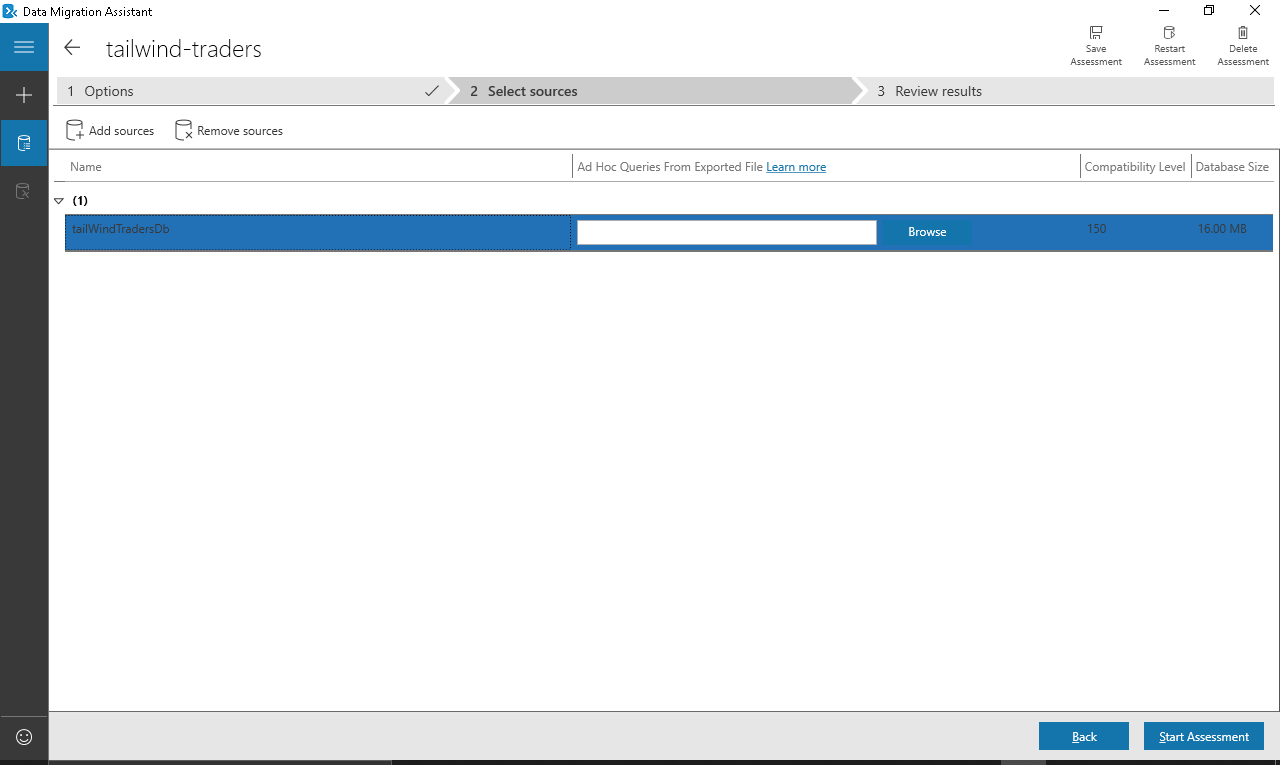 Data Migration Assistant
tailwind-traders
Save Assessment
Restart Assessment
Delete Assessment
1 Options
2 Select sources
3 Review results
Add sources
Remove sources
Name
Ad Hoc Queries From Exported File Learn more
Compatibility Level
Database Size
(1)
tailWindTradersDb
Browse
150
16.00 MB
Back
Start Assessment